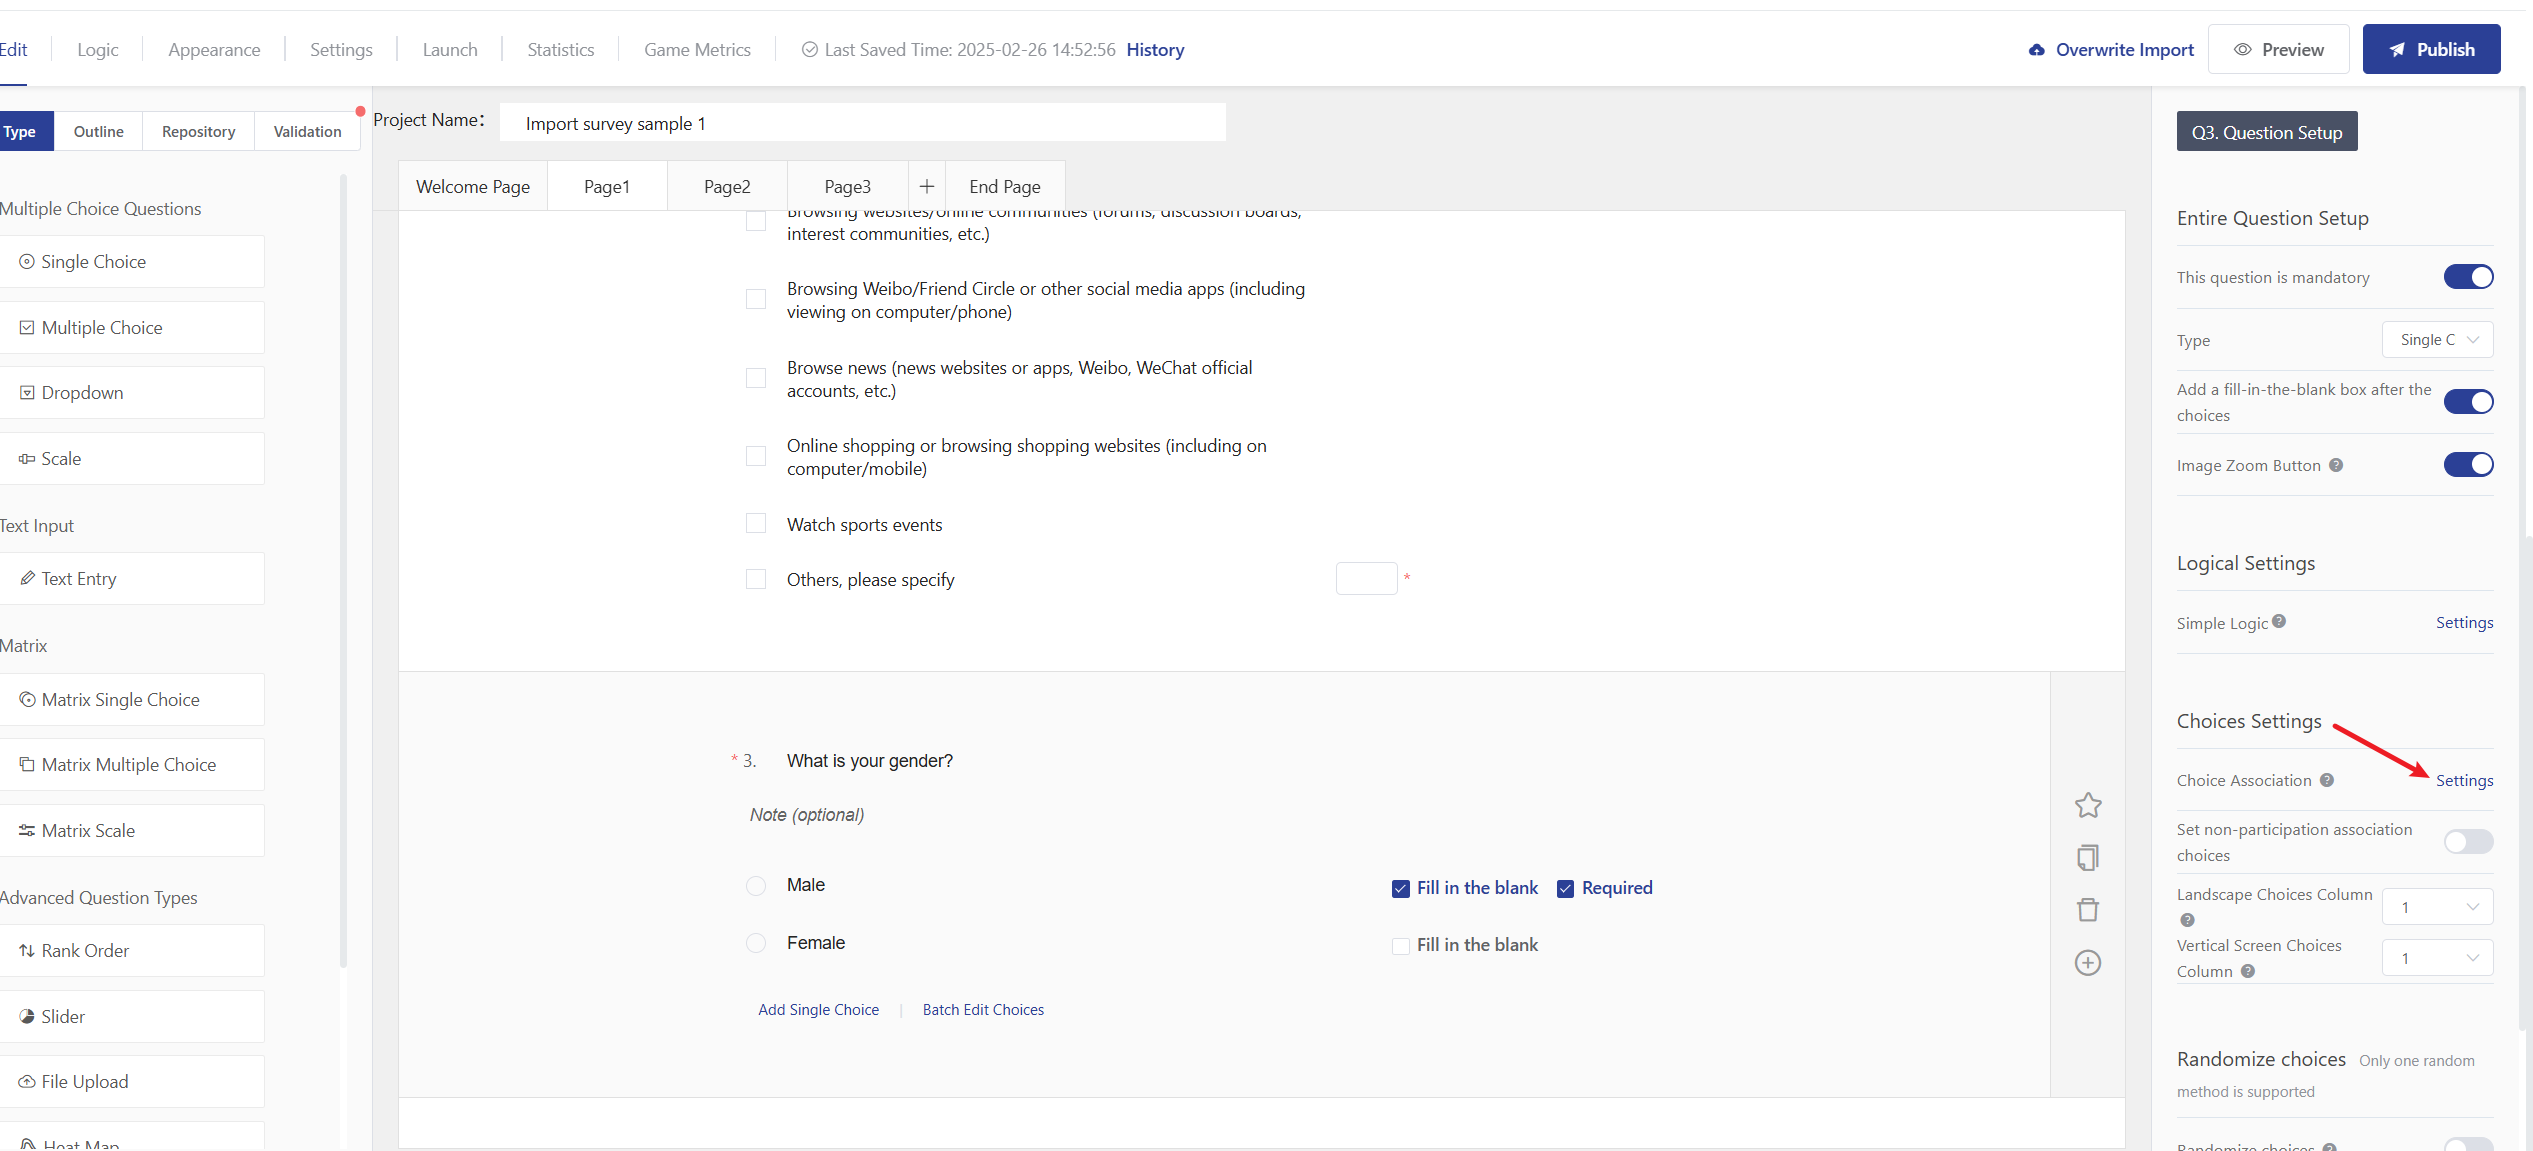 Edit
Logic
Appearance
Settings
Launch
Statistics
Game Metrics
Last Saved Time: 2025-02-26 14:52:56 History
Overwrite Import
Preview
Publish
Type
Outline
Repository
Validation
Multiple Choice Questions
Single Choice
Multiple Choice
Dropdown
Scale
Text Input
Text Entry
Matrix
Matrix Single Choice
Matrix Multiple Choice
Matrix Scale
Advanced Question Types
Rank Order
Slider
File Upload
Heat Map
Project Name:
Import survey sample 1
Welcome Page
Page1
Page2
Page3
+
End Page
Browsing websites/online communities (forums, discussion boards,
interest communities, etc.)
Browsing Weibo/Friend Circle or other social media apps (including
viewing on computer/phone)
Browse news (news websites or apps, Weibo, WeChat official
accounts, etc.)
Online shopping or browsing shopping websites (including on
computer/mobile)
Watch sports events
Others, please specify
*
* 3. What is your gender?
Note (optional)
Male
Fill in the blank
Required
Female
Fill in the blank
Add Single Choice | Batch Edit Choices
Q3. Question Setup
Entire Question Setup
This question is mandatory
Type
Single C
Add a fill-in-the-blank box after the
choices
Image Zoom Button ?
Logical Settings
Simple Logic ?
Settings
Choices Settings
Choice Association ?
Settings
Set non-participation association
choices
Landscape Choices Column
?
1
Vertical Screen Choices
Column ?
1
Randomize choices Only one random
method is supported
Randomize choices ?